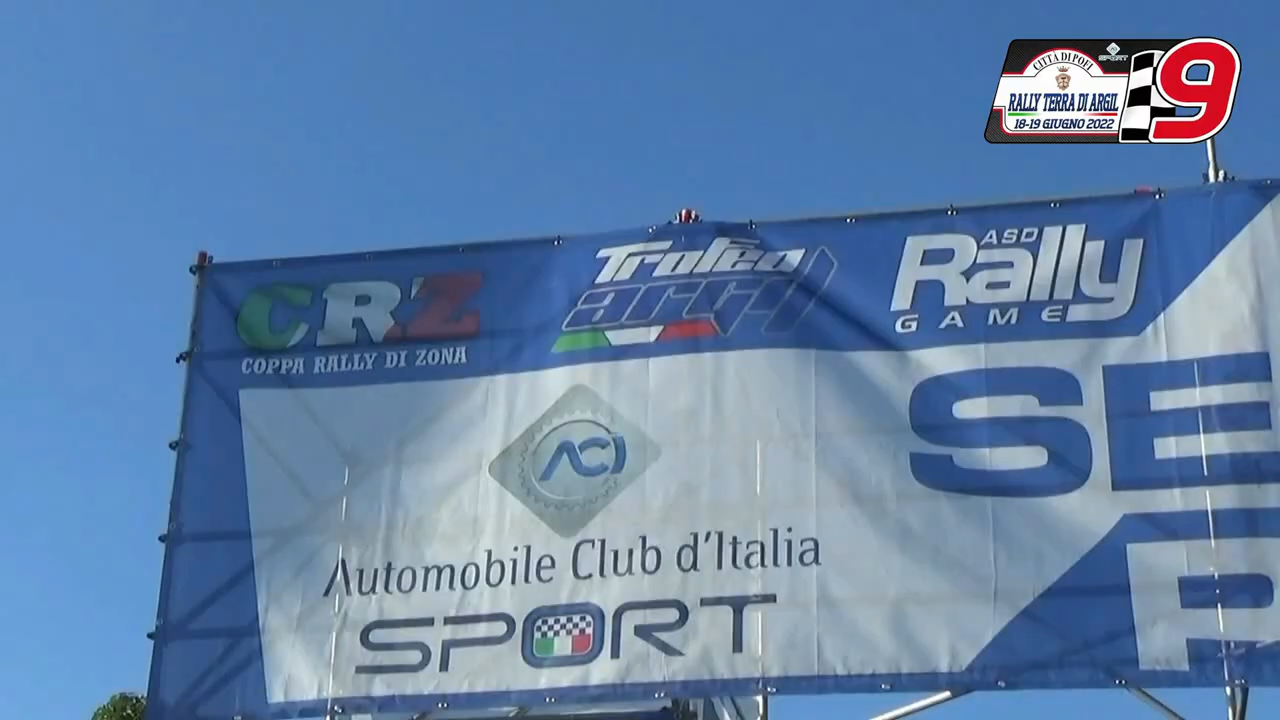 SPORT
CITTÀ DI POFI
RALLY TERRA DI ARGIL
18-19 GIUGNO 2022
9
CRZ
COPPA RALLY DI ZONA
Trofeo
argil
ASD
Rally
GAME
ACI
Automobile Club d'Italia
SPORT
SE
P